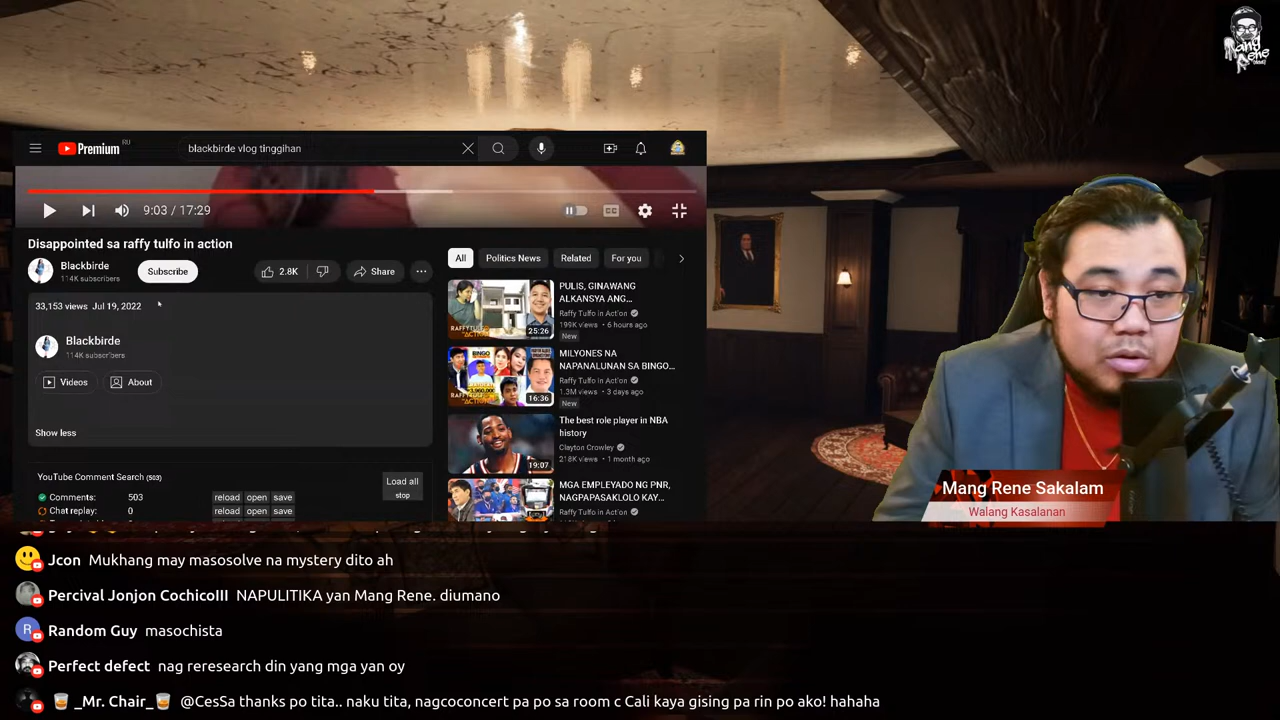 Mang Rene
Premium RU
blackbirde vlog tinggihan
9:03 / 17:29
CC
Disappointed sa raffy tulfo in action
Blackbirde
114K subscribers
Subscribe
2.8K
Share
33,153 views Jul 19, 2022
Blackbirde
114K subscribers
Videos
About
Show less
YouTube Comment Search (503)
Load all
stop
Comments: 503 reload open save
Chat replay: 0 reload open save
All
Politics News
Related
For you
PULIS, GINAWANG
ALKANSYA ANG…
Raffy Tulfo in Action
199K views • 6 hours ago
New
25:26
MILYONES NA
NAPANALUNAN SA BINGO…
Raffy Tulfo in Action
1.3M views • 3 days ago
New
16:36
The best role player in NBA
history
Clayton Crowley
218K views • 1 month ago
19:07
MGA EMPLEYADO NG PNR,
NAGPAPASAKLOLO KAY…
Mang Rene Sakalam
Walang Kasalanan
Jcon Mukhang may masosolve na mystery dito ah
Percival Jonjon CochicoIII NAPULITIKA yan Mang Rene. diumano
R
Random Guy masochista
Perfect defect nag reresearch din yang mga yan oy
🥃 _Mr. Chair_🥃 @CesSa thanks po tita.. naku tita, nagcoconcert pa po sa room c Cali kaya gising pa rin po ako! hahaha